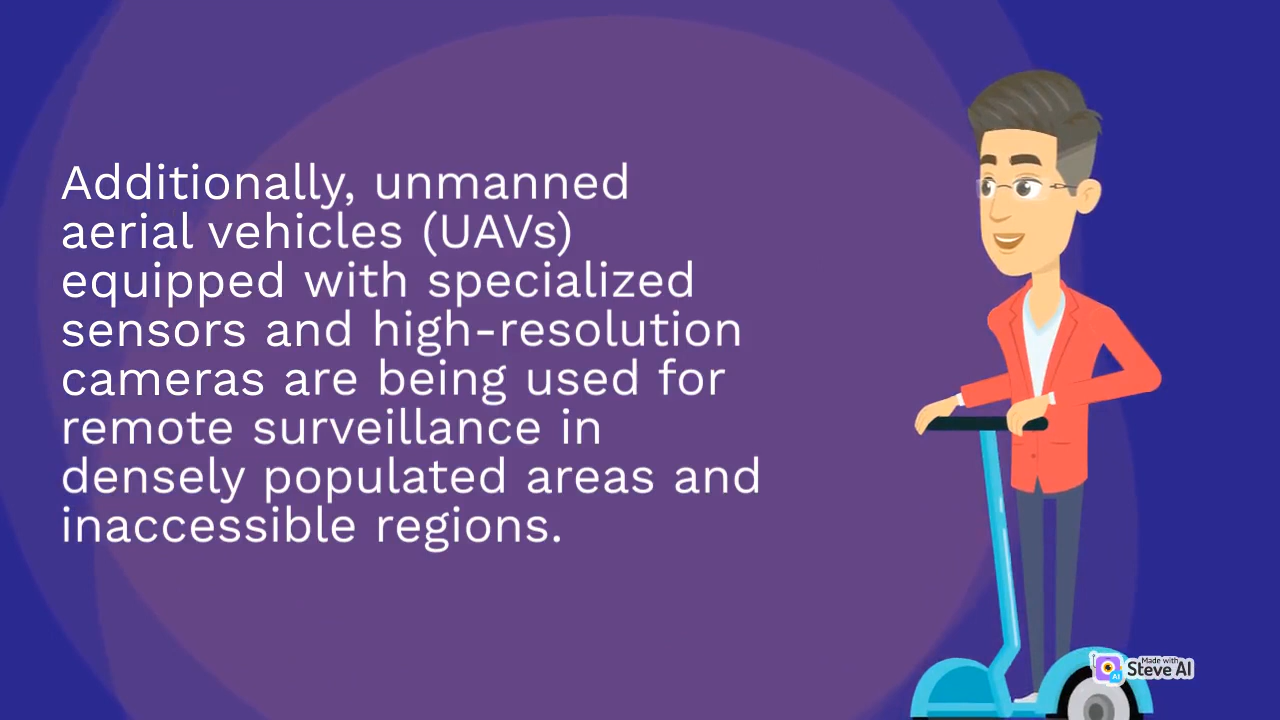 Additionally, unmanned
aerial vehicles (UAVs)
equipped with specialized
sensors and high-resolution
cameras are being used for
remote surveillance in
densely populated areas and
inaccessible regions.
Made with
Steve AI
AI